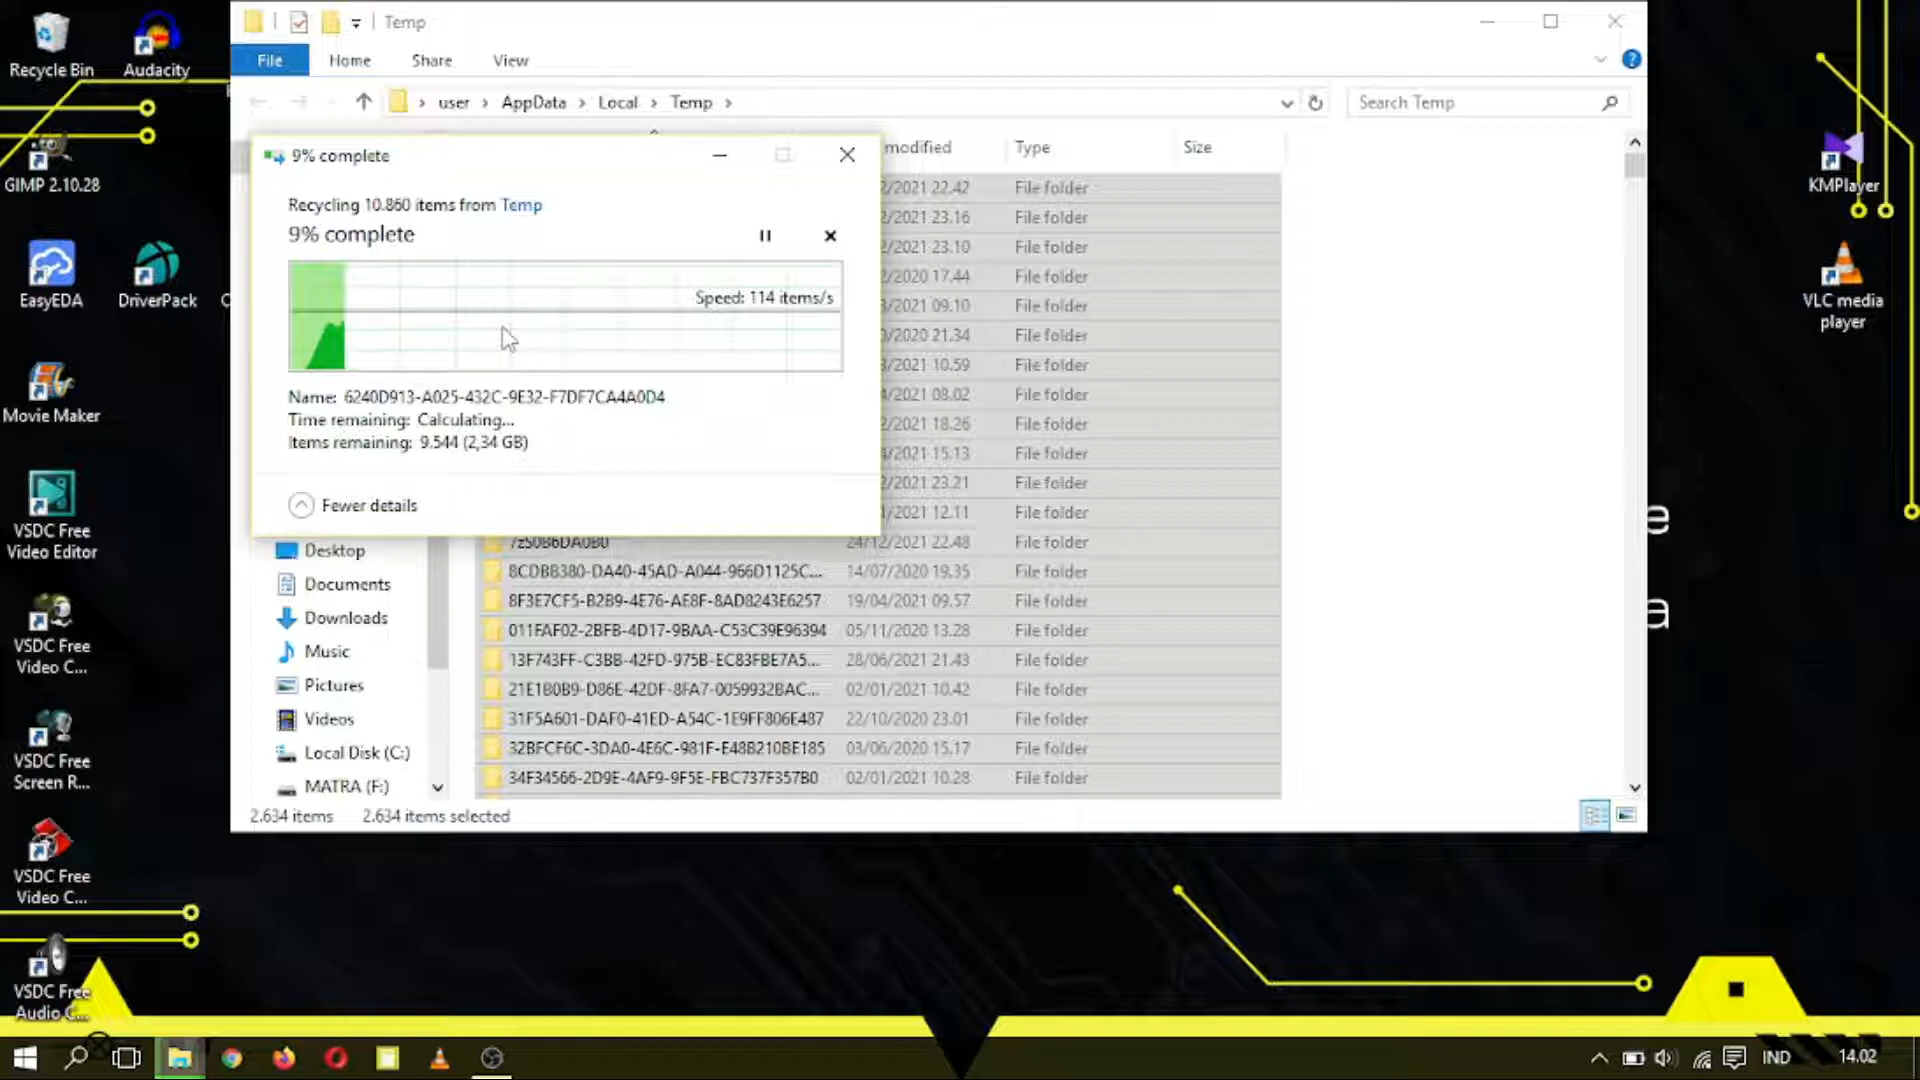 Temp
File
Home
Share
View
user
AppData
Local
Temp
Search Temp
9% complete
modified
Type
Size
Recycling 10.860 items from Temp
9% complete
Speed: 114 items/s
Name: 6240D913-A025-432C-9E32-F7DF7CA4A0D4
Time remaining: Calculating...
Items remaining: 9.544 (2,34 GB)
Fewer details
2/2021 22.42 File folder
2/2021 23.16 File folder
2/2021 23.10 File folder
2/2020 17.44 File folder
3/2021 09.10 File folder
0/2020 21.34 File folder
3/2021 10.59 File folder
4/2021 08.02 File folder
2/2021 18.26 File folder
4/2021 15.13 File folder
2/2021 23.21 File folder
1/2021 12.11 File folder
7zS0B6DA0B0 24/12/2021 22.48 File folder
8CDBB380-DA40-45AD-A044-966D1125C... 14/07/2020 19.35 File folder
8F3E7CF5-B2B9-4E76-AE8F-8AD8243E6257 19/04/2021 09.57 File folder
011FAF02-2BFB-4D17-9BAA-C53C39E96394 05/11/2020 13.28 File folder
13F743FF-C3BB-42FD-975B-EC83FBE7A5... 28/06/2021 21.43 File folder
21E1B0B9-D86E-42DF-8FA7-0059932BAC... 02/01/2021 10.42 File folder
31F5A601-DAF0-41ED-A54C-1E9FF806E487 22/10/2020 23.01 File folder
32BFCF6C-3DA0-4E6C-981F-E48B210BE185 03/06/2020 15.17 File folder
34F34566-2D9E-4AF9-9F5E-FBC737F357B0 02/01/2021 10.28 File folder
Desktop
Documents
Downloads
Music
Pictures
Videos
Local Disk (C:)
MATRA (F:)
2.634 items
2.634 items selected
Recycle Bin
Audacity
GIMP 2.10.28
EasyEDA
DriverPack
Movie Maker
VSDC Free
Video Editor
VSDC Free
Video C...
VSDC Free
Screen R...
VSDC Free
Video C...
VSDC Free
Audio C...
KMPlayer
VLC media
player
e
a
IND
14.02